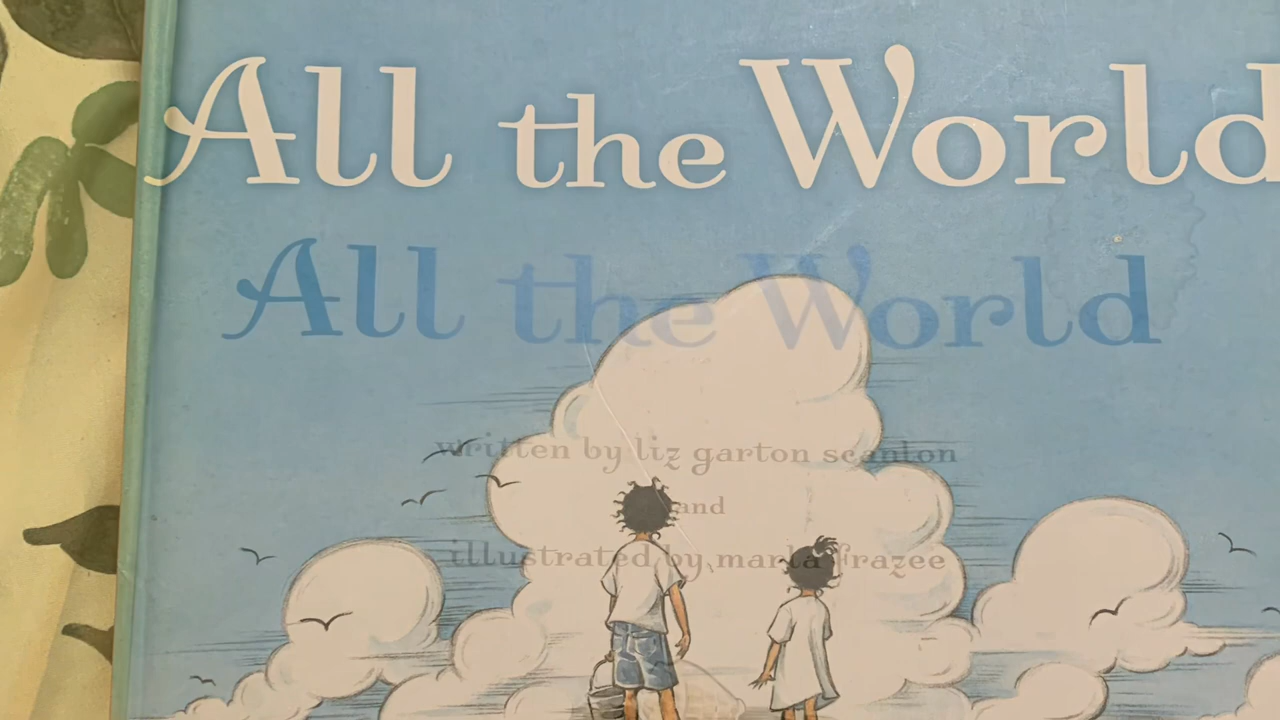 All the World
All the World
written by liz garton scanlon
and
illustrated by marla frazee